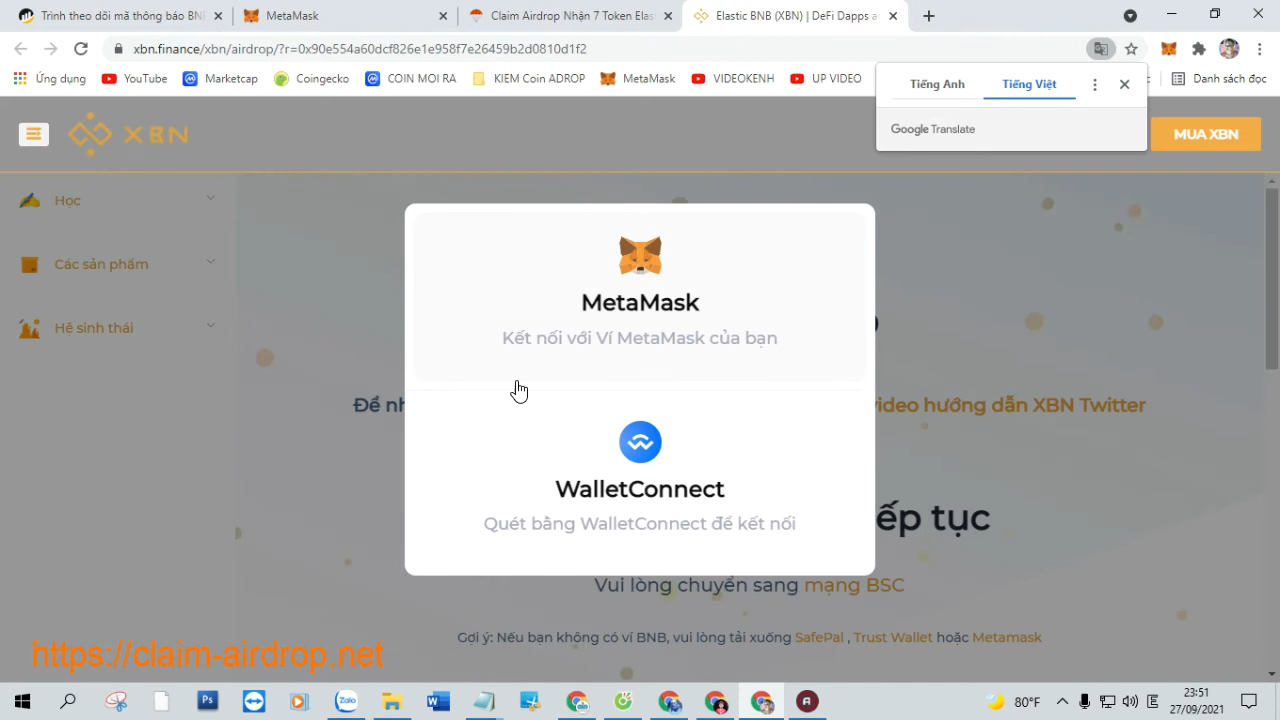 Trình theo dõi mã thông báo BN
MetaMask
Claim Airdrop Nhận 7 Token Elas
Elastic BNB (XBN) | DeFi Dapps a
xbn.finance/xbn/airdrop/?r=0x90e554a60dcf826e1e958f7e26459b2d0810d1f2
Ứng dụng
YouTube
Marketcap
Coingecko
COIN MOI RA
KIEM Coin ADROP
MetaMask
VIDEOKENH
UP VIDEO
Danh sách đọc
Tiếng Anh
Tiếng Việt
Google Translate
XBN
MUA XBN
Học
Các sản phẩm
Hệ sinh thái
MetaMask
Kết nối với Ví MetaMask của bạn
Để nh
video hướng dẫn XBN Twitter
WalletConnect
Quét bằng WalletConnect để kết nối
ếp tục
Vui lòng chuyển sang mạng BSC
Gợi ý: Nếu bạn không có ví BNB, vui lòng tải xuống SafePal , Trust Wallet hoặc Metamask
https://claim-airdrop.net
80°F
23:51
27/09/2021